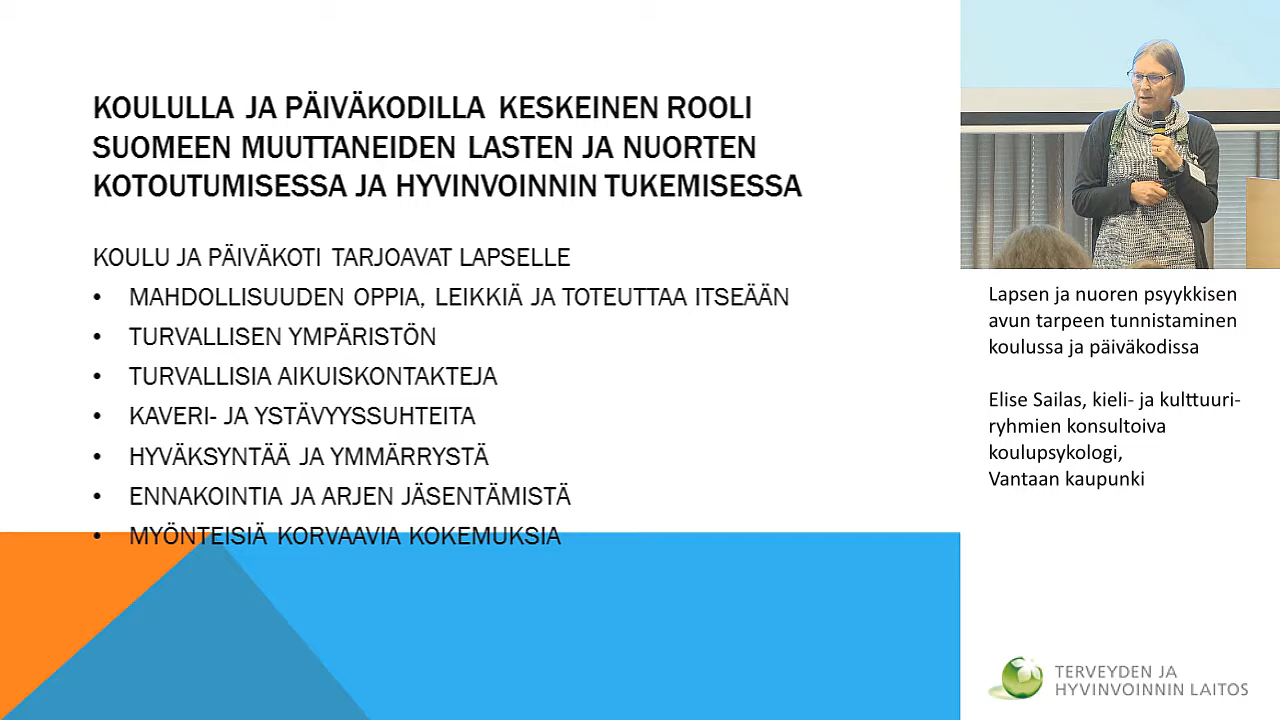 KOULULLA JA PÄIVÄKODILLA KESKEINEN ROOLI
SUOMEEN MUUTTANEIDEN LASTEN JA NUORTEN
KOTOUTUMISESSA JA HYVINVOINNIN TUKEMISESSA
KOULU JA PÄIVÄKOTI TARJOAVAT LAPSELLE
• MAHDOLLISUUDEN OPPIA, LEIKKIÄ JA TOTEUTTAA ITSEÄÄN
• TURVALLISEN YMPÄRISTÖN
• TURVALLISIA AIKUISKONTAKTEJA
• KAVERI- JA YSTÄVYYSSUHTEITA
• HYVÄKSYNTÄÄ JA YMMÄRRYSTÄ
• ENNAKOINTIA JA ARJEN JÄSENTÄMISTÄ
• MYÖNTEISIÄ KORVAAVIA KOKEMUKSIA
Lapsen ja nuoren psyykkisen
avun tarpeen tunnistaminen
koulussa ja päiväkodissa
Elise Sailas, kieli- ja kulttuuri-
ryhmien konsultoiva
koulupsykologi,
Vantaan kaupunki
TERVEYDEN JA
HYVINVOINNIN LAITOS